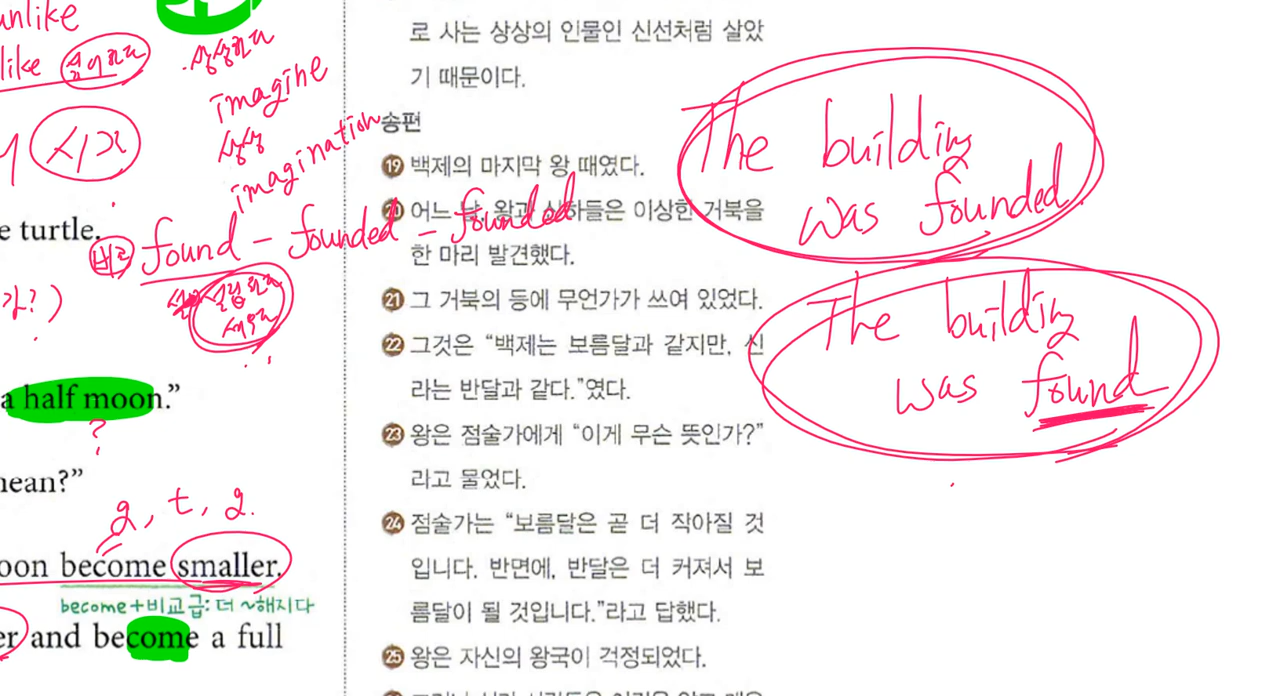 unlike
like 싫어하다
상상하다
imagine
상상
imagination
시기
e turtle.
비교 found - founded - founded
설립하다
세우다
가?)
a half moon.”
?
nean?”
g, t, g.
oon become smaller.
become+비교급: 더 ~해지다
er and become a full
로 사는 상상의 인물인 신선처럼 살았
기 때문이다.
송편
⑲ 백제의 마지막 왕 때였다.
⑳ 어느 날, 왕과 신하들은 이상한 거북을
한 마리 발견했다.
㉑ 그 거북의 등에 무언가가 쓰여 있었다.
㉒ 그것은 “백제는 보름달과 같지만, 신
라는 반달과 같다.”였다.
㉓ 왕은 점술가에게 “이게 무슨 뜻인가?”
라고 물었다.
㉔ 점술가는 “보름달은 곧 더 작아질 것
입니다. 반면에, 반달은 더 커져서 보
름달이 될 것입니다.”라고 답했다.
㉕ 왕은 자신의 왕국이 걱정되었다.
The building
was founded.
The building
was found